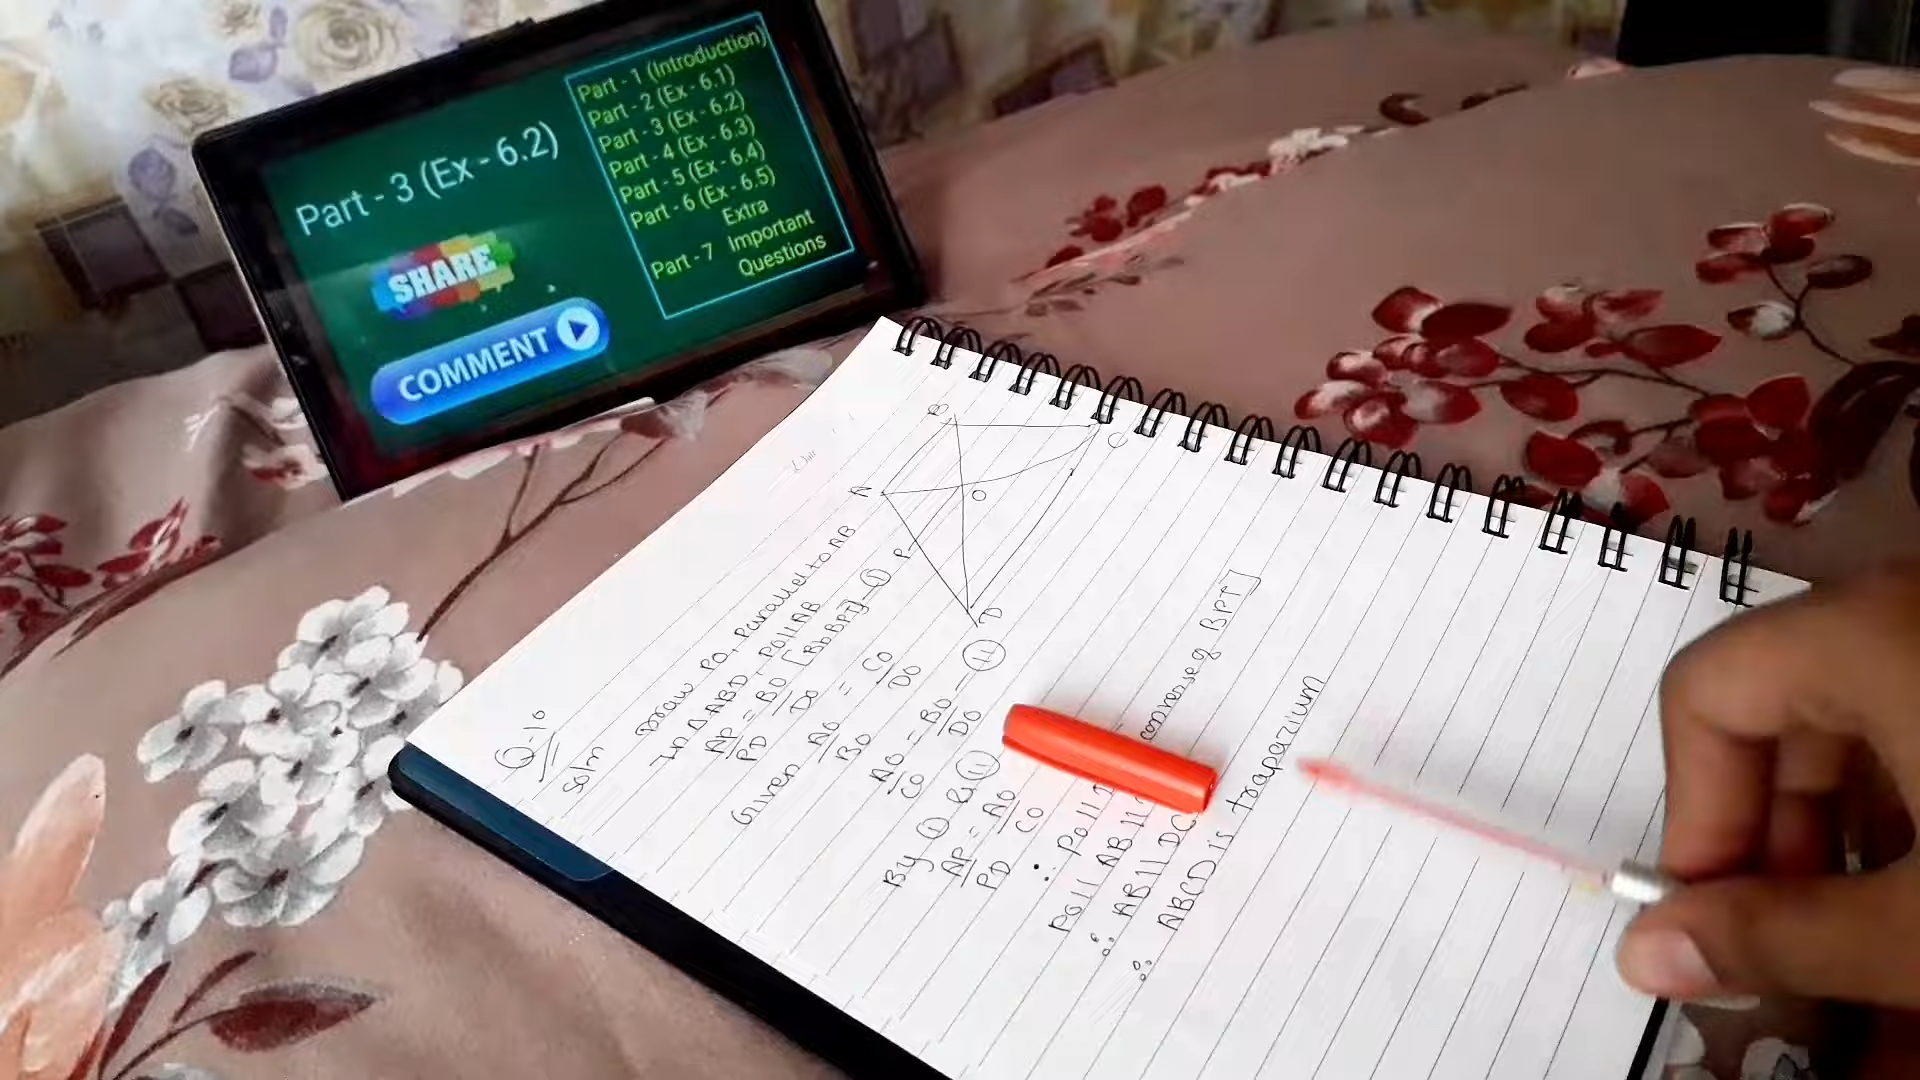 Part - 3 (Ex - 6.2)
SHARE
COMMENT
Part - 1 (Introduction)
Part - 2 (Ex - 6.1)
Part - 3 (Ex - 6.2)
Part - 4 (Ex - 6.3)
Part - 5 (Ex - 6.4)
Part - 6 (Ex - 6.5)
Part - 7 Extra Important Questions
B
C
A
O
P
D
Q-10
Soln
Draw PO, Parallel to AB
In Δ ABD, PO||AB
AP/PD = BO/DO [By BPT] - (I)
Given AO/BO = CO/DO
AO/CO = BO/DO - (II)
By (I) & (II)
AP/PD = AO/CO
∴ PO|| converse of BPT]
PO|| AB||
∴ AB|| DC
∴ ABCD is trapezium